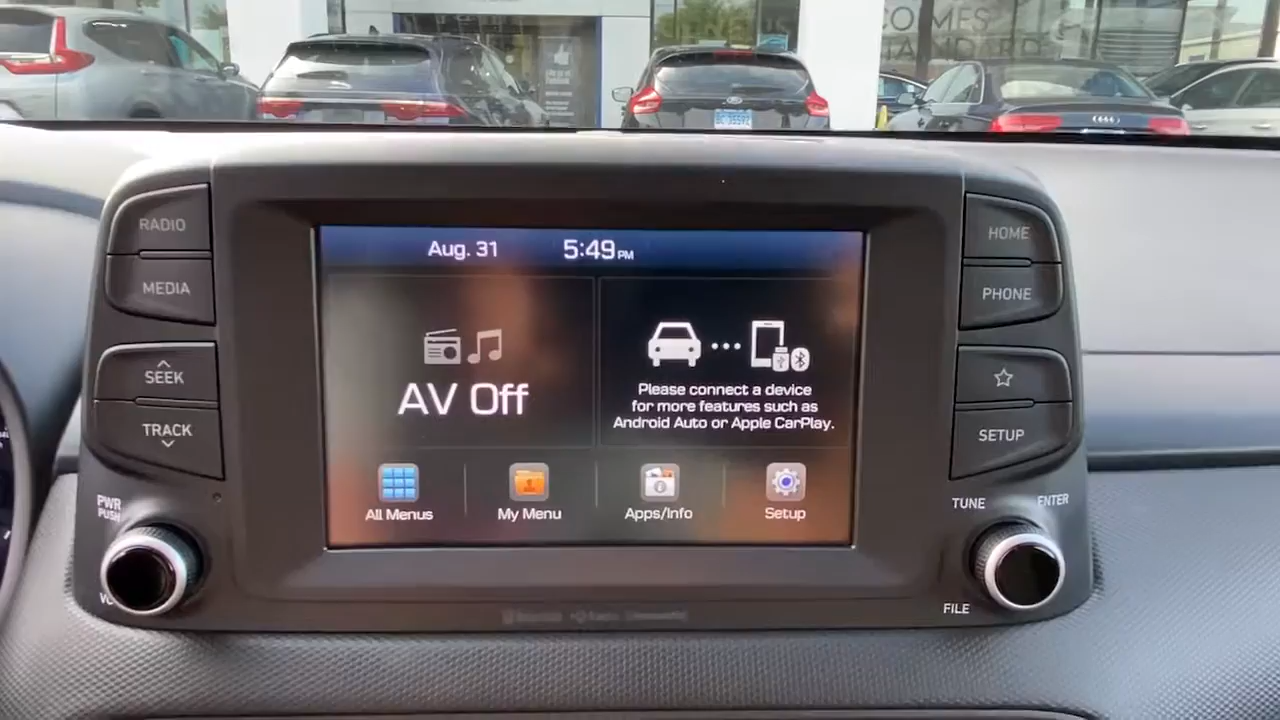 COMES
RADIO
MEDIA
SEEK
TRACK
PWR
PUSH
Aug. 31 5:49 PM
AV Off
Please connect a device
for more features such as
Android Auto or Apple CarPlay.
All Menus My Menu Apps/Info Setup
HOME
PHONE
SETUP
TUNE ENTER
FILE